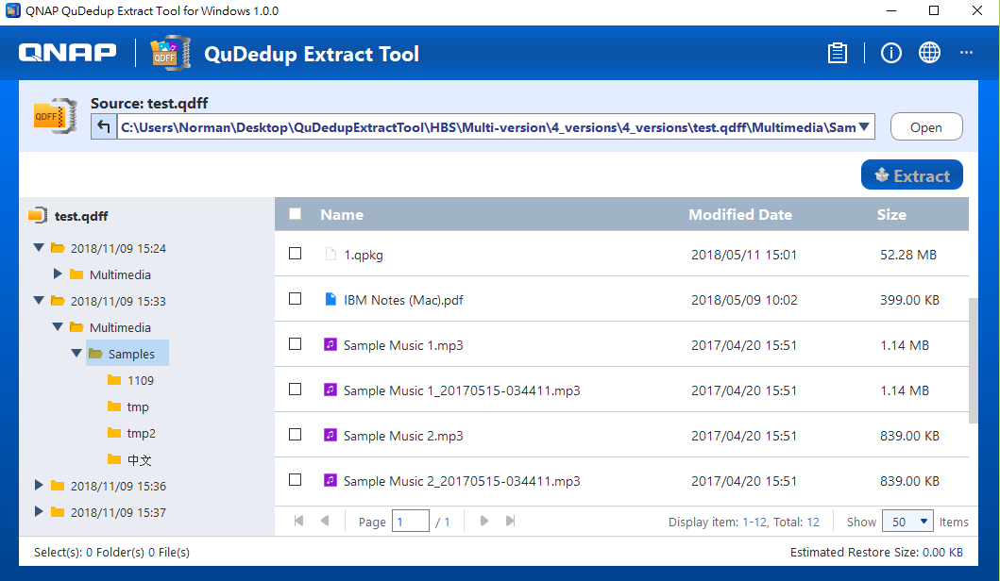 QNAP QuDedup Extract Tool for Windows 1.0.0
QNAP QDFF QuDedup Extract Tool
QDFF
Source: test.qdff
C:\Users\Norman\Desktop\QuDedupExtractTool\HBS\Multi-version\4_versions\4_versions\test.qdff\Multimedia\Sam
Open
Extract
test.qdff
2018/11/09 15:24
Multimedia
2018/11/09 15:33
Multimedia
Samples
1109
tmp
tmp2
中文
2018/11/09 15:36
2018/11/09 15:37
Name Modified Date Size
1.qpkg 2018/05/11 15:01 52.28 MB
IBM Notes (Mac).pdf 2018/05/09 10:02 399.00 KB
Sample Music 1.mp3 2017/04/20 15:51 1.14 MB
Sample Music 1_20170515-034411.mp3 2017/04/20 15:51 1.14 MB
Sample Music 2.mp3 2017/04/20 15:51 839.00 KB
Sample Music 2_20170515-034411.mp3 2017/04/20 15:51 839.00 KB
Page 1 / 1 Display item: 1-12, Total: 12 Show 50 Items
Select(s): 0 Folder(s) 0 File(s) Estimated Restore Size: 0.00 KB